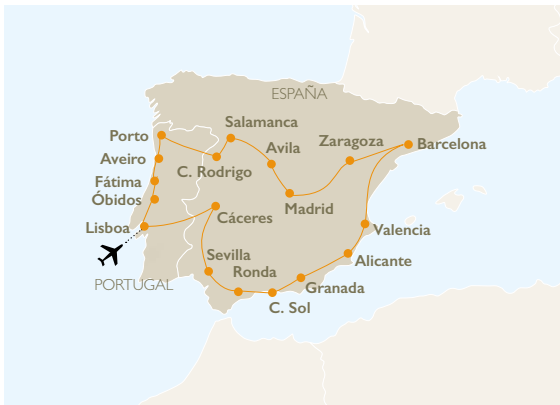 ESPAÑA
Salamanca
Porto
Zaragoza
Barcelona
Aveiro
Avila
C. Rodrigo
Fátima
Óbidos
Madrid
Cáceres
Lisboa
Valencia
Sevilla
Alicante
Ronda
PORTUGAL
Granada
C. Sol